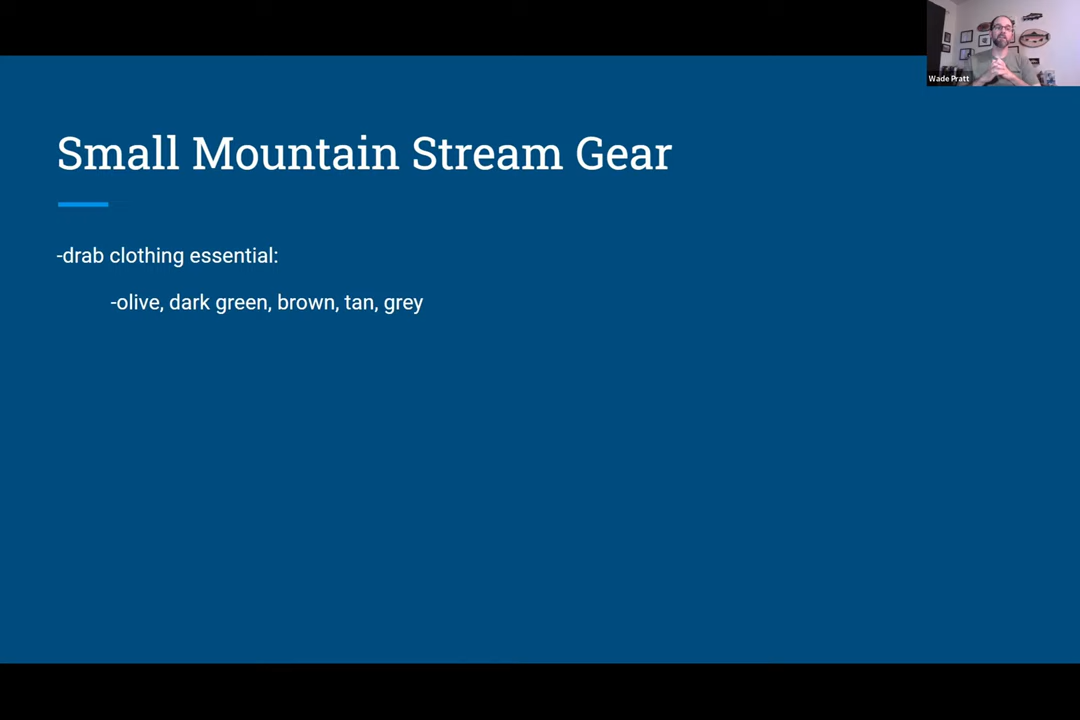 Wade Pratt
Small Mountain Stream Gear
-drab clothing essential:
-olive, dark green, brown, tan, grey